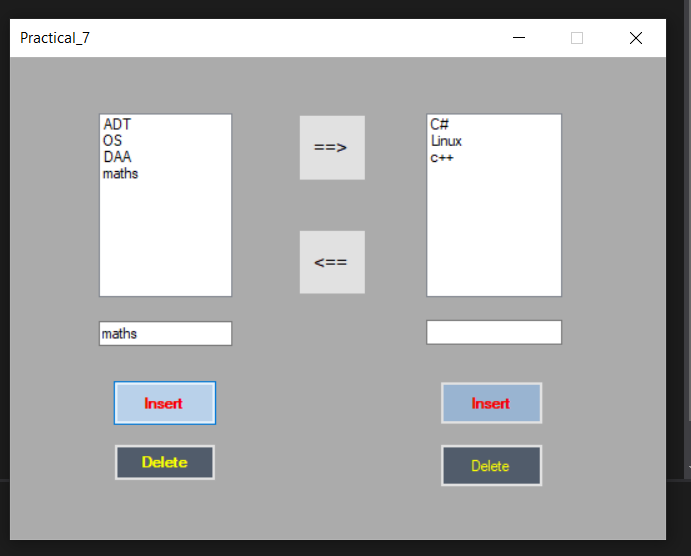 Practical_7
ADT
OS
DAA
maths
==>
<==
C#
Linux
c++
maths
Insert
Insert
Delete
Delete